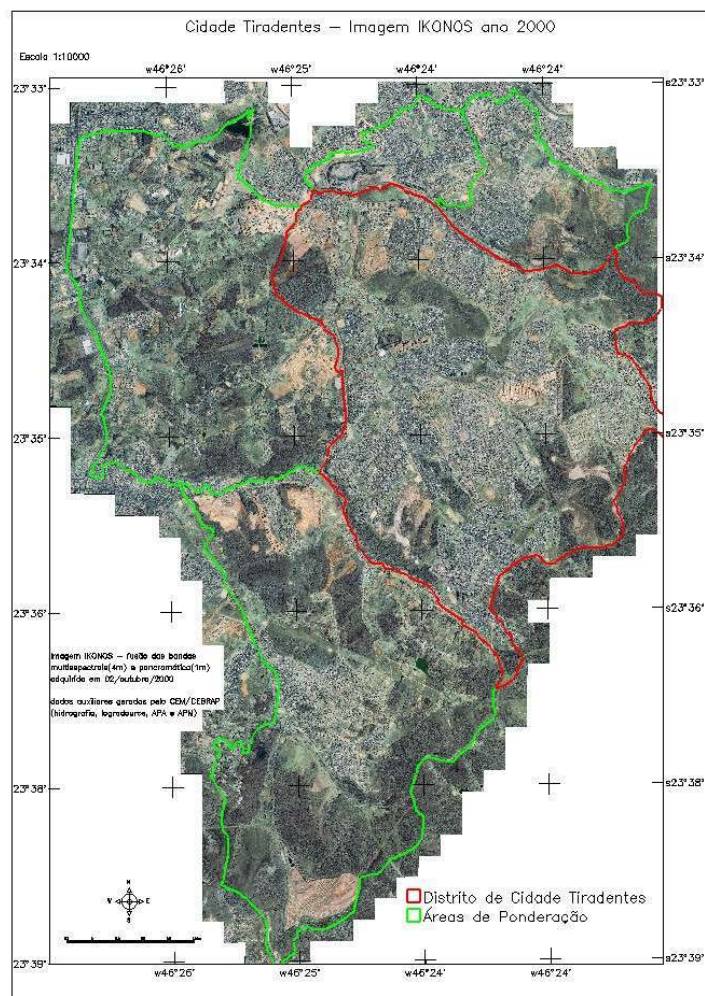 Cidade Tiradentes – Imagem IKONOS ano 2000
Escala 1:10000
w46°26' w46°25' w46°24' w46°24'
23°33' s23°33'
23°34' s23°34'
23°35' s23°35'
23°36' s23°36'
Imagem IKONOS – fusão das bandas
multiespectrais(4m) e pancromática(1m)
adquirida em 02/outubro/2000
dados auxiliares gerados pelo CEM/CEBRAP
(hidrografia, logradouros, APA e APM)
23°38' s23°38'
N
W E
S
Distrito de Cidade Tiradentes
Áreas de Ponderação
23°39' s23°39'
w46°26' w46°25' w46°24' w46°24'